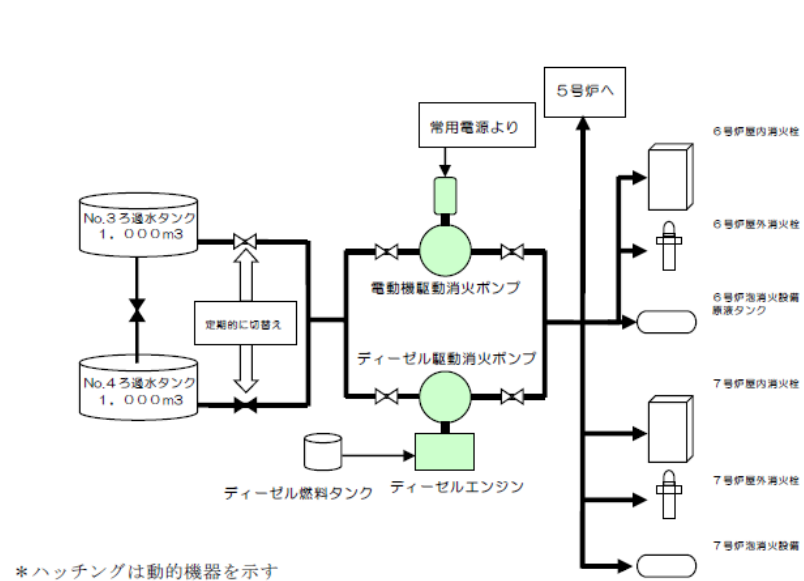 ５号炉へ
常用電源より
６号炉屋内消火栓
No.３ろ過水タンク
１．０００m3
６号炉屋外消火栓
電動機駆動消火ポンプ
６号炉泡消火設備
原液タンク
定期的に切替え
ディーゼル駆動消火ポンプ
No.４ろ過水タンク
１．０００m3
７号炉屋内消火栓
ディーゼル燃料タンク
ディーゼルエンジン
７号炉屋外消火栓
７号炉泡消火設備
＊ハッチングは動的機器を示す